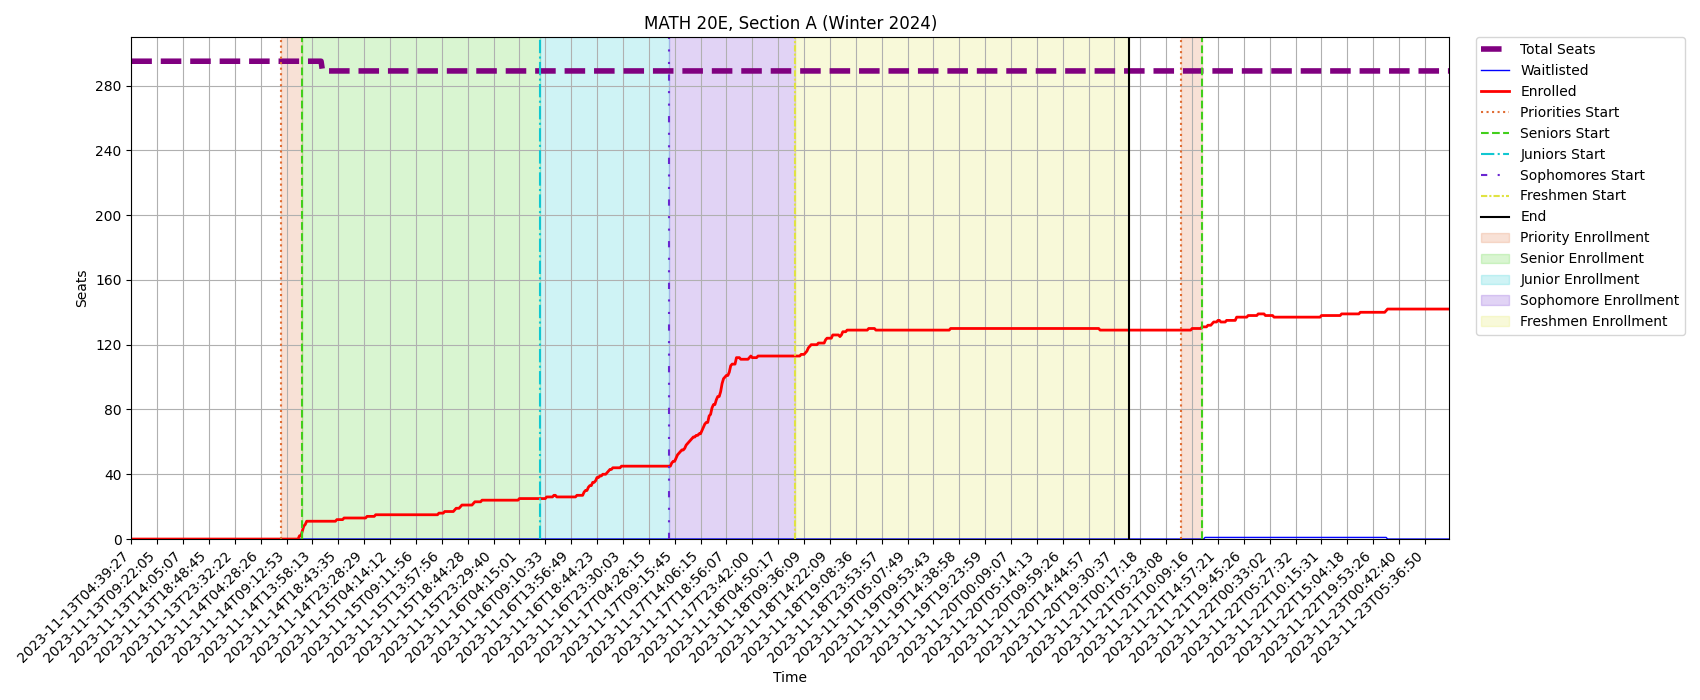 MATH 20E, Section A (Winter 2024)
Seats
280
240
200
160
120
80
40
0
2023-11-13T04:39:27
2023-11-13T09:22:05
2023-11-13T14:05:07
2023-11-13T18:48:45
2023-11-13T23:32:22
2023-11-14T04:28:26
2023-11-14T09:12:53
2023-11-14T13:58:13
2023-11-14T18:43:35
2023-11-14T23:28:29
2023-11-15T04:14:12
2023-11-15T09:11:56
2023-11-15T13:57:56
2023-11-15T18:44:28
2023-11-15T23:29:40
2023-11-16T04:15:01
2023-11-16T09:10:33
2023-11-16T13:56:49
2023-11-16T18:44:23
2023-11-16T23:30:03
2023-11-17T04:28:15
2023-11-17T09:15:45
2023-11-17T14:06:15
2023-11-17T18:56:07
2023-11-17T23:42:00
2023-11-18T04:50:17
2023-11-18T09:36:09
2023-11-18T14:22:09
2023-11-18T19:08:36
2023-11-18T23:53:57
2023-11-19T05:07:49
2023-11-19T09:53:43
2023-11-19T14:38:58
2023-11-19T19:23:59
2023-11-20T00:09:07
2023-11-20T05:14:13
2023-11-20T09:59:26
2023-11-20T14:44:57
2023-11-20T19:30:37
2023-11-21T00:17:18
2023-11-21T05:23:08
2023-11-21T10:09:16
2023-11-21T14:57:21
2023-11-21T19:45:26
2023-11-22T00:33:02
2023-11-22T05:27:32
2023-11-22T10:15:31
2023-11-22T15:04:18
2023-11-22T19:53:26
2023-11-23T00:42:40
2023-11-23T05:36:50
Time
Total Seats
Waitlisted
Enrolled
Priorities Start
Seniors Start
Juniors Start
Sophomores Start
Freshmen Start
End
Priority Enrollment
Senior Enrollment
Junior Enrollment
Sophomore Enrollment
Freshmen Enrollment